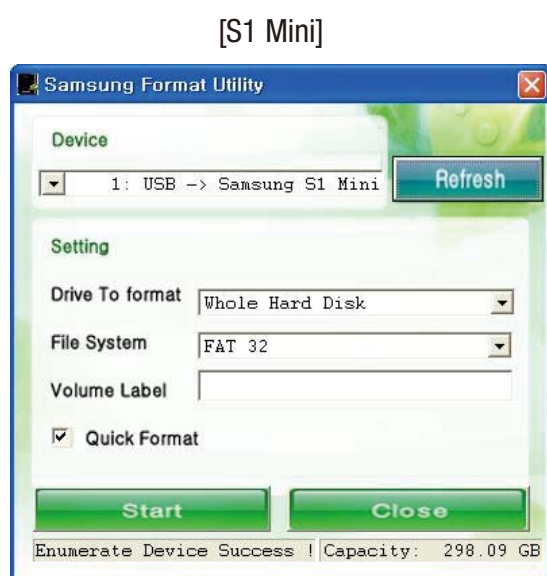 [S1 Mini]
Samsung Format Utility
Device
1: USB -> Samsung S1 Mini
Refresh
Setting
Drive To format Whole Hard Disk
File System FAT 32
Volume Label
Quick Format
Start Close
Enumerate Device Success ! Capacity: 298.09 GB